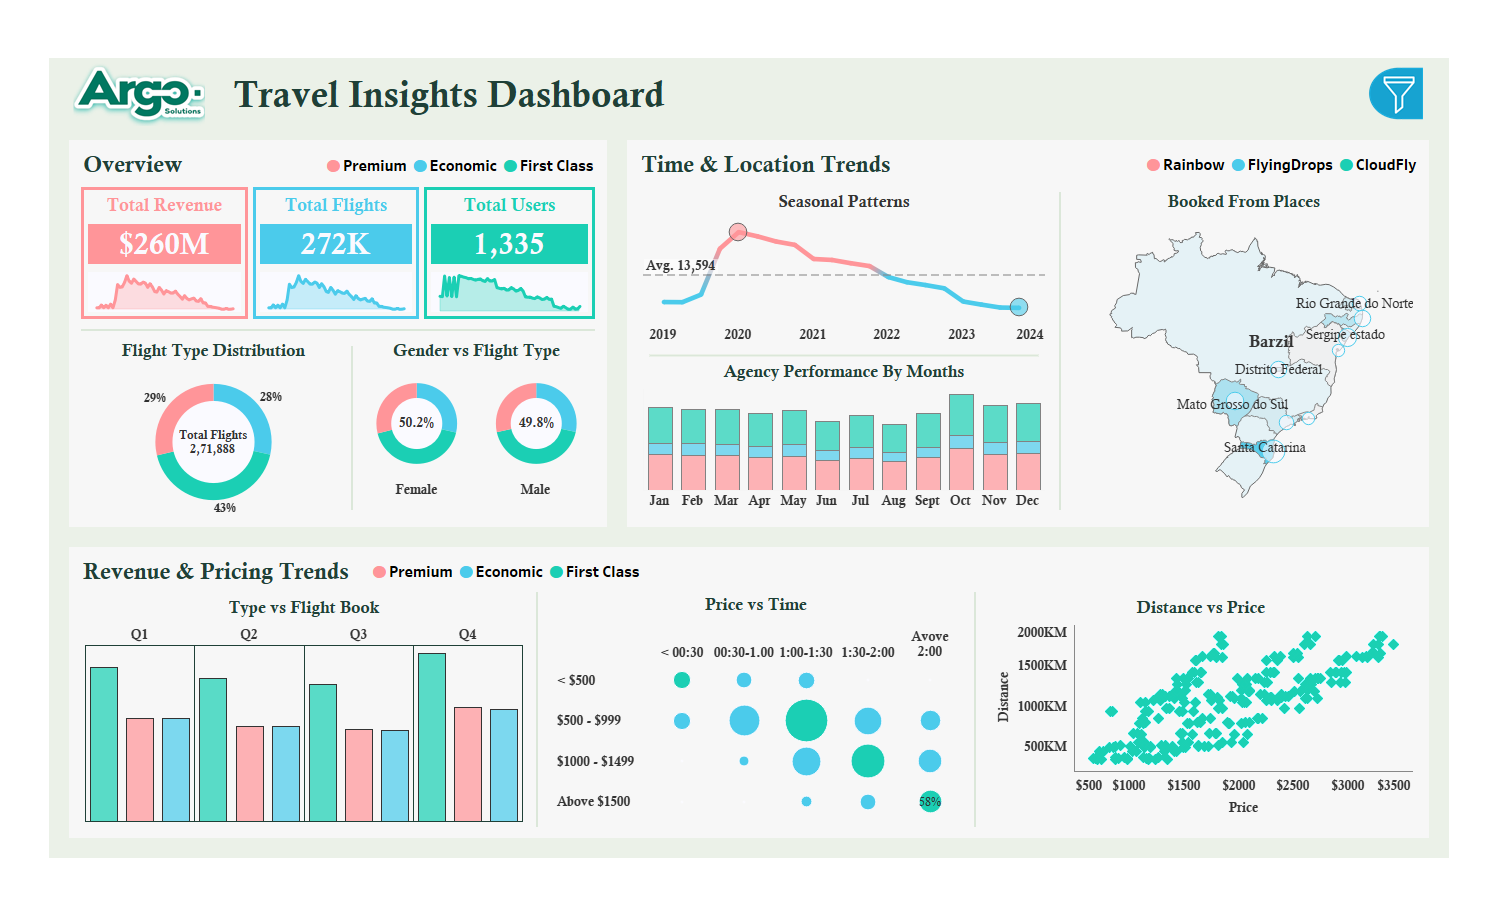 Argo
Solutions
Travel Insights Dashboard
Overview
Premium Economic First Class
Total Revenue
$260M
Total Flights
272K
Total Users
1,335
Flight Type Distribution
29%
28%
Total Flights
2,71,888
43%
Gender vs Flight Type
50.2%
49.8%
Female
Male
Time & Location Trends
Rainbow FlyingDrops CloudFly
Seasonal Patterns
Avg. 13,594
2019 2020 2021 2022 2023 2024
Agency Performance By Months
Jan Feb Mar Apr May Jun Jul Aug Sept Oct Nov Dec
Booked From Places
Rio Grande do Norte
Sergipe estado
Barzil
Distrito Federal
Mato Grosso do Sul
Santa Catarina
Revenue & Pricing Trends
Premium Economic First Class
Type vs Flight Book
Q1 Q2 Q3 Q4
Price vs Time
< 00:30 00:30-1.00 1:00-1:30 1:30-2:00 Avove
2:00
< $500
$500 - $999
$1000 - $1499
Above $1500
58%
Distance vs Price
2000KM
1500KM
1000KM
500KM
Distance
$500 $1000 $1500 $2000 $2500 $3000 $3500
Price